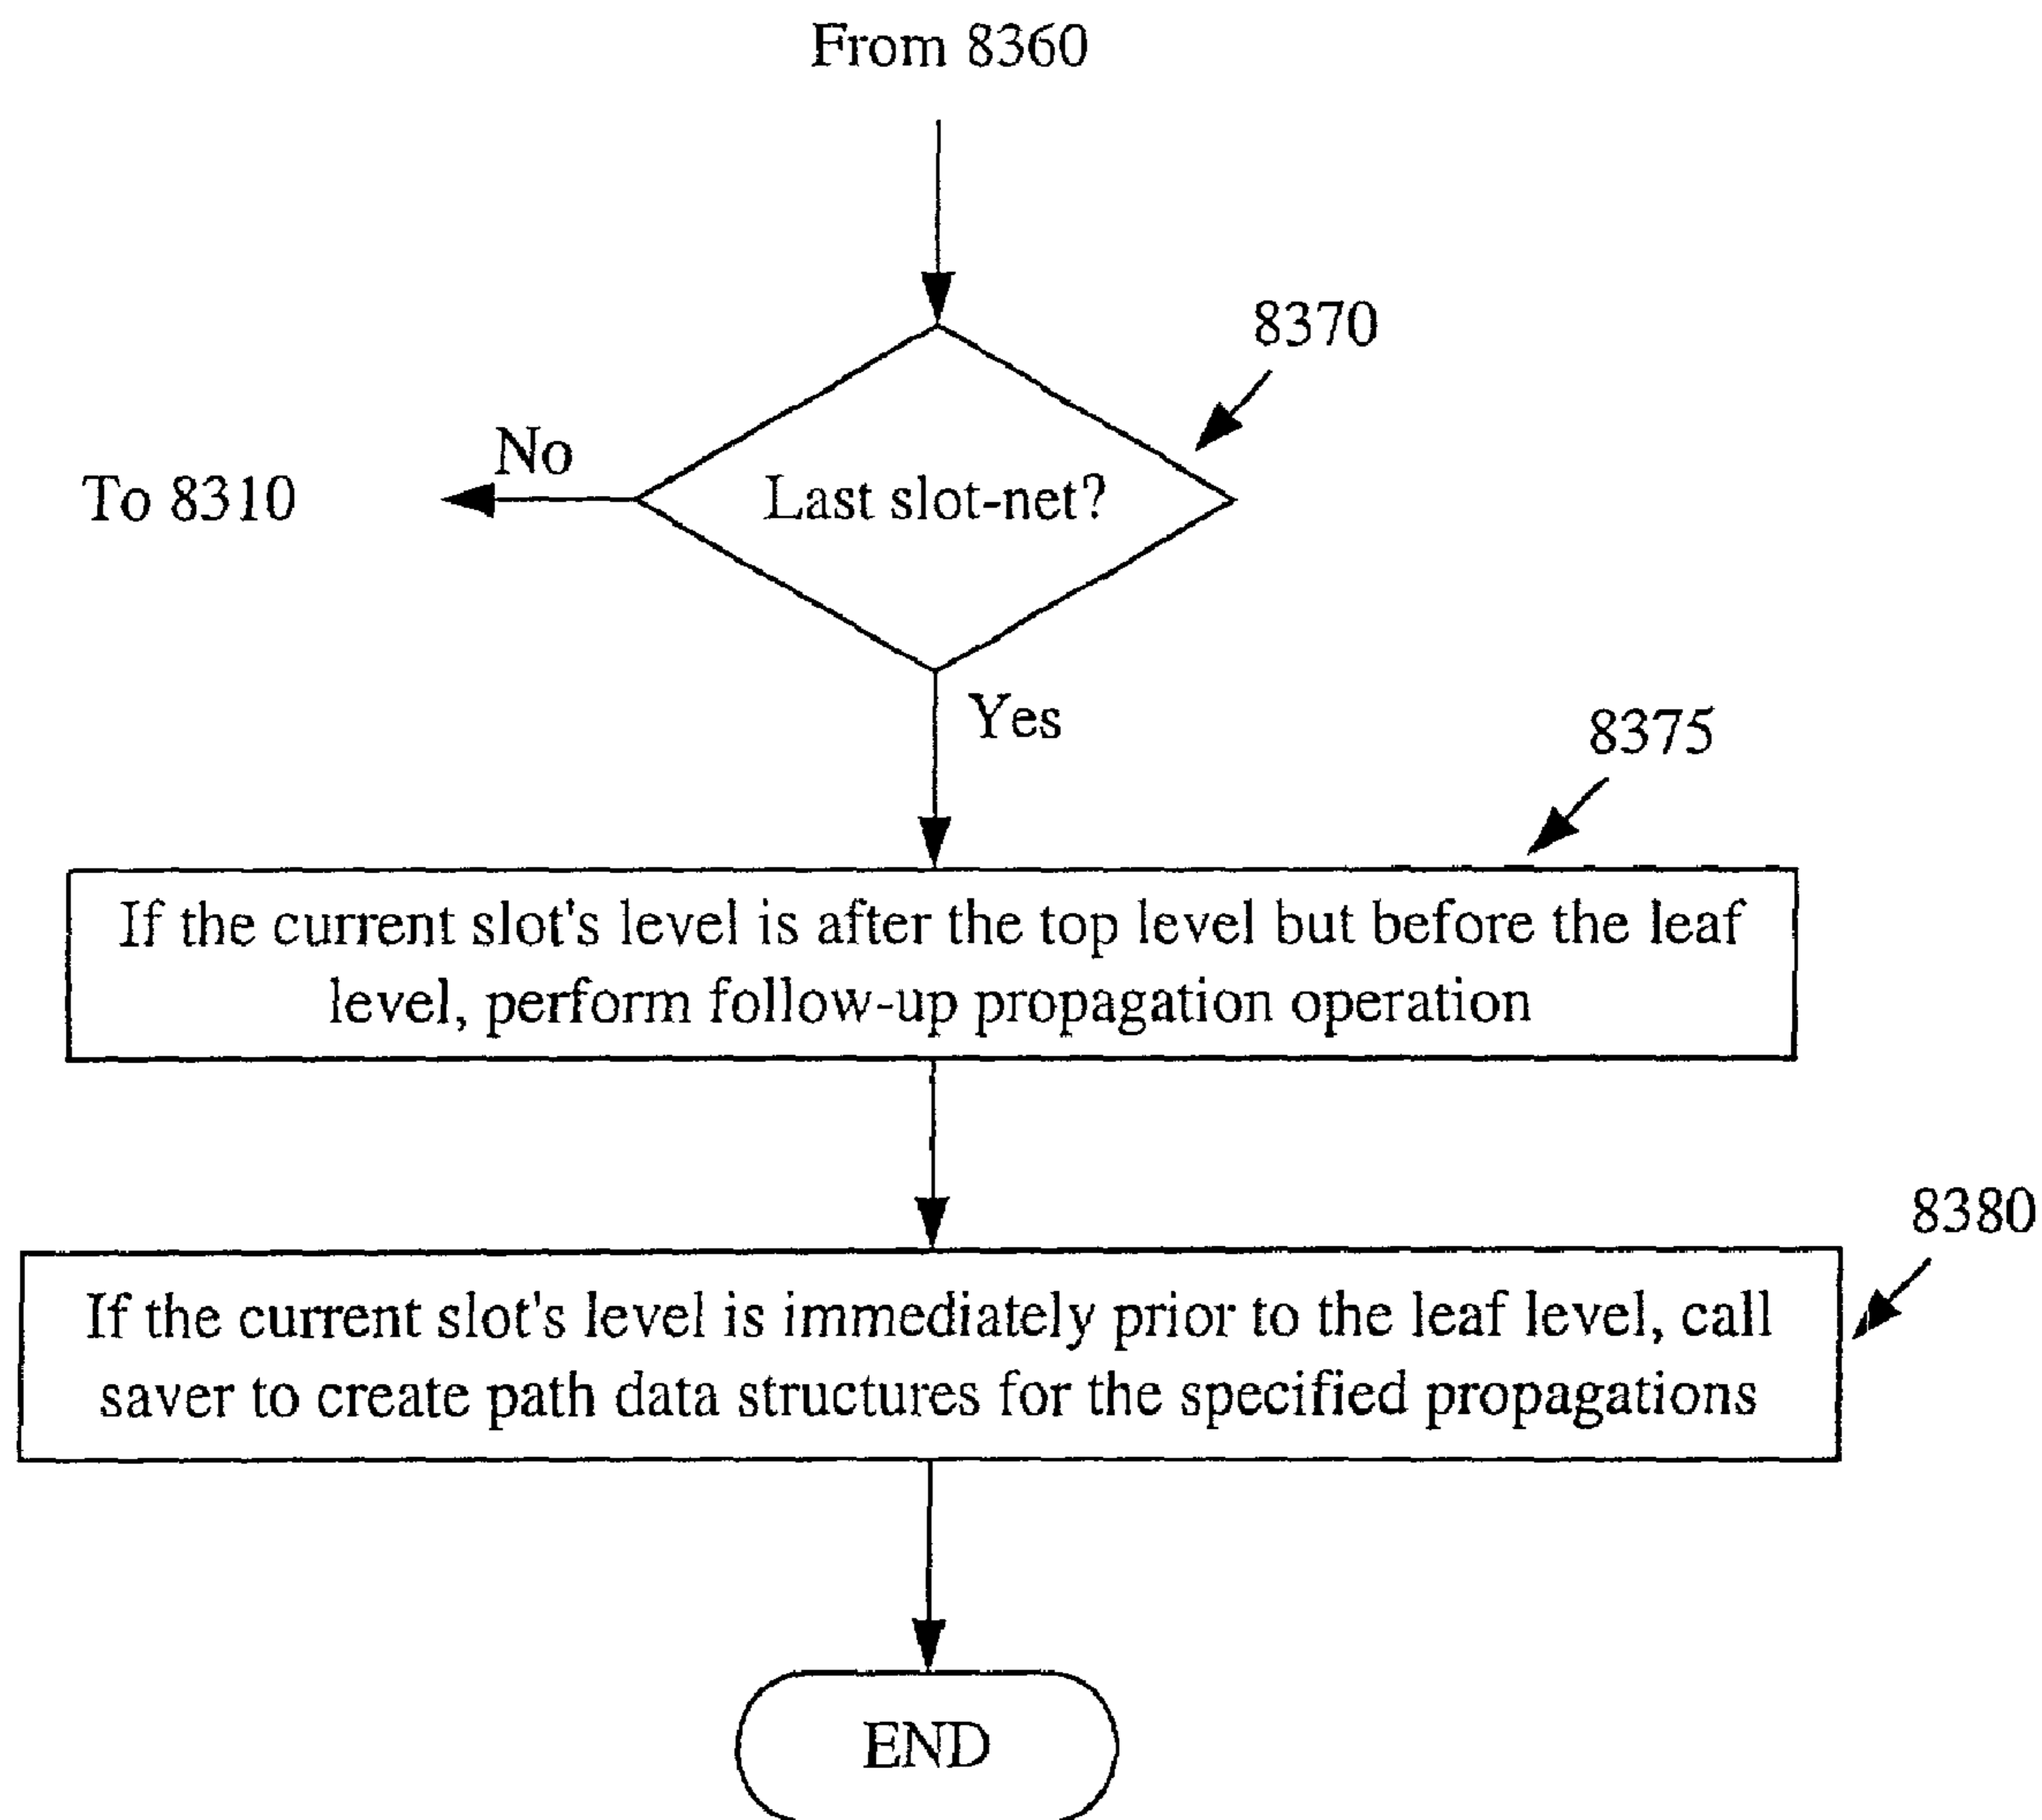 From 8360
8370
No
To 8310
Last slot-net?
Yes
8375
If the current slot's level is after the top level but before the leaf
level, perform follow-up propagation operation
8380
If the current slot's level is immediately prior to the leaf level, call
saver to create path data structures for the specified propagations
END